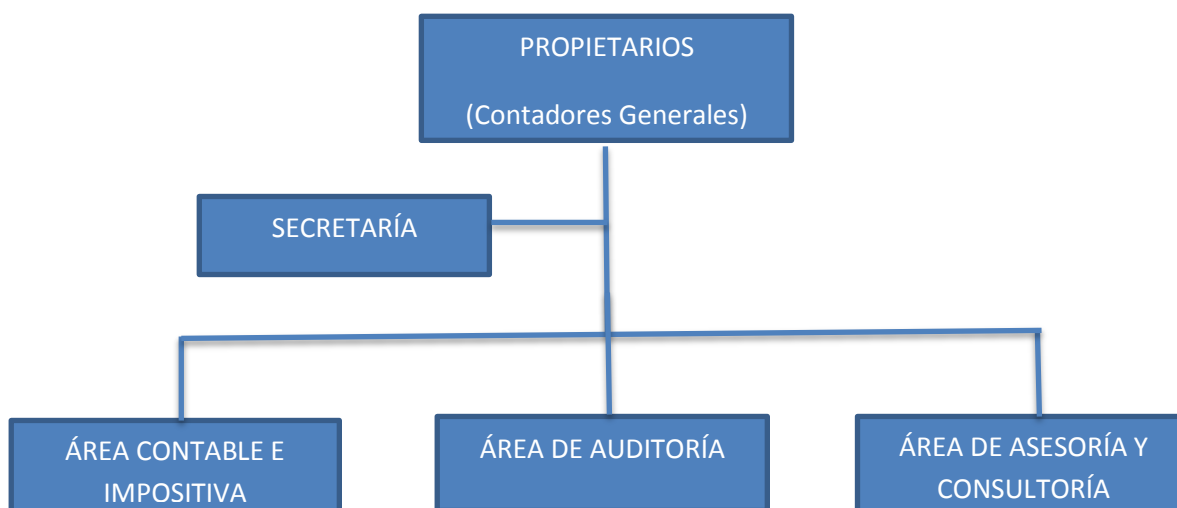 PROPIETARIOS
(Contadores Generales)
SECRETARÍA
ÁREA CONTABLE E
IMPOSITIVA
ÁREA DE AUDITORÍA
ÁREA DE ASESORÍA Y
CONSULTORÍA